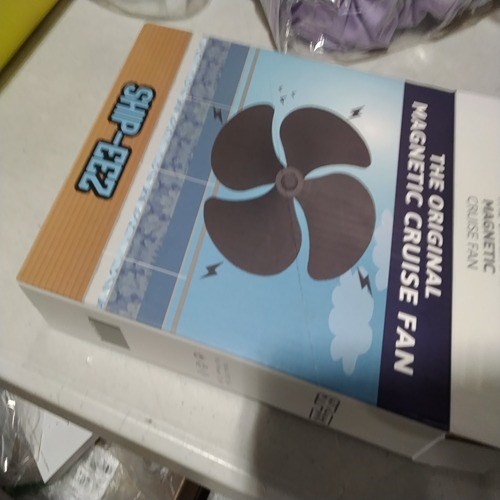 MAGNETIC
CRUISE FAN
THE ORIGINAL
MAGNETIC CRUISE FAN
SHIP-EEZ